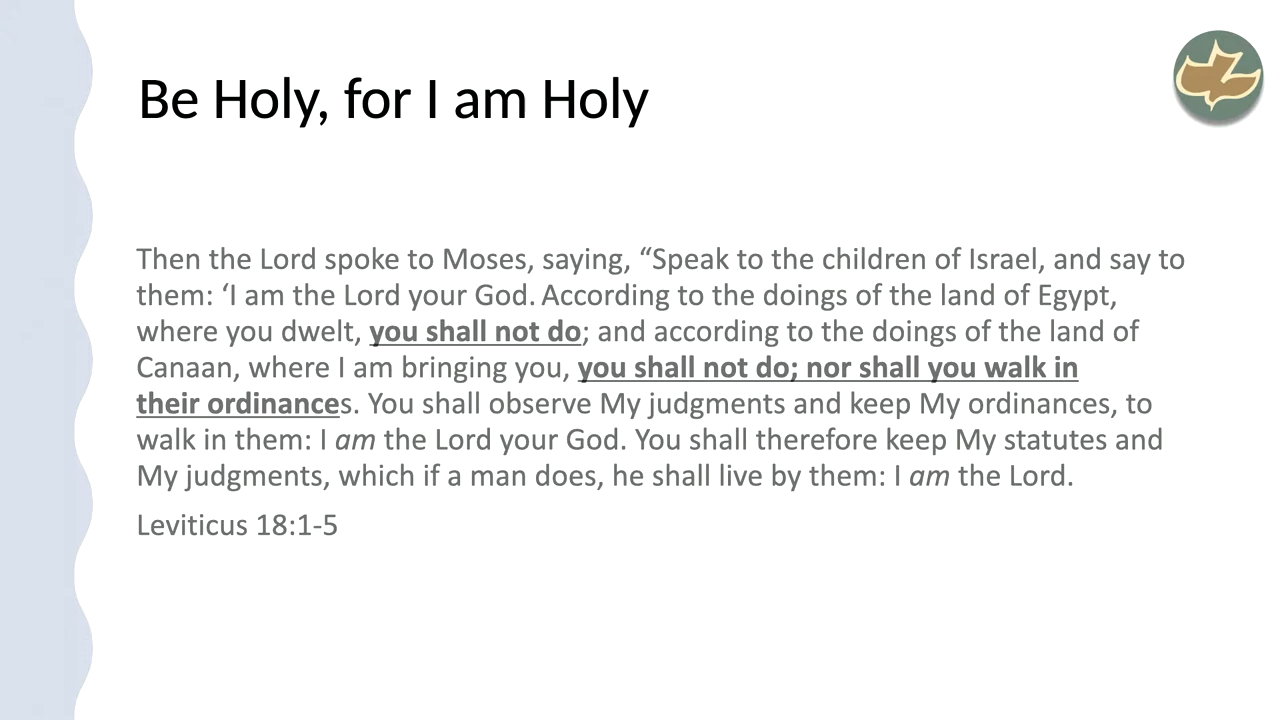 Be Holy, for I am Holy
Then the Lord spoke to Moses, saying, “Speak to the children of Israel, and say to
them: ‘I am the Lord your God. According to the doings of the land of Egypt,
where you dwelt, you shall not do; and according to the doings of the land of
Canaan, where I am bringing you, you shall not do; nor shall you walk in
their ordinances. You shall observe My judgments and keep My ordinances, to
walk in them: I am the Lord your God. You shall therefore keep My statutes and
My judgments, which if a man does, he shall live by them: I am the Lord.
Leviticus 18:1-5